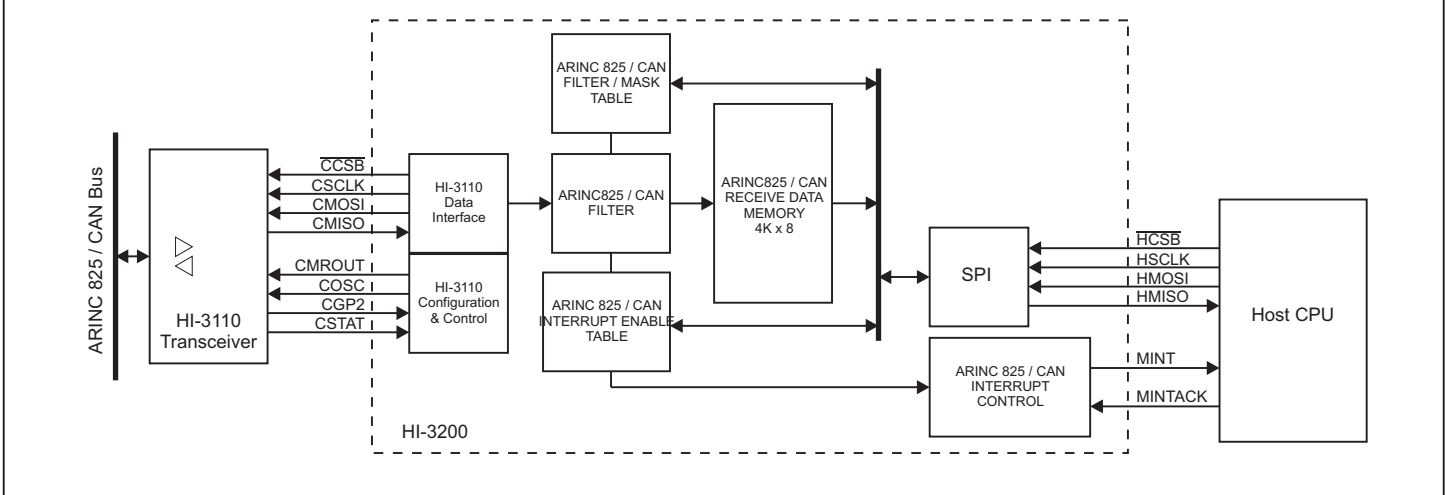 ARINC 825 / CAN Bus
HI-3110
Transceiver
CCSB
CSCLK
CMOSI
CMISO
CMROUT
COSC
CGP2
CSTAT
HI-3110
Data
Interface
HI-3110
Configuration
& Control
ARINC 825 / CAN
FILTER / MASK
TABLE
ARINC825 / CAN
FILTER
ARINC 825 / CAN
INTERRUPT ENABLE
TABLE
ARINC825 / CAN
RECEIVE DATA
MEMORY
4K x 8
SPI
ARINC 825 / CAN
INTERRUPT
CONTROL
HCSB
HSCLK
HMOSI
HMISO
MINT
MINTACK
Host CPU
HI-3200